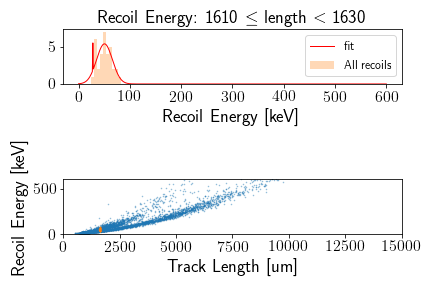 Recoil Energy: 1610 ≤ length < 1630
5
0
fit
All recoils
0 100 200 300 400 500 600
Recoil Energy [keV]
Recoil Energy [keV]
500
0
0 2500 5000 7500 10000 12500 15000
Track Length [um]